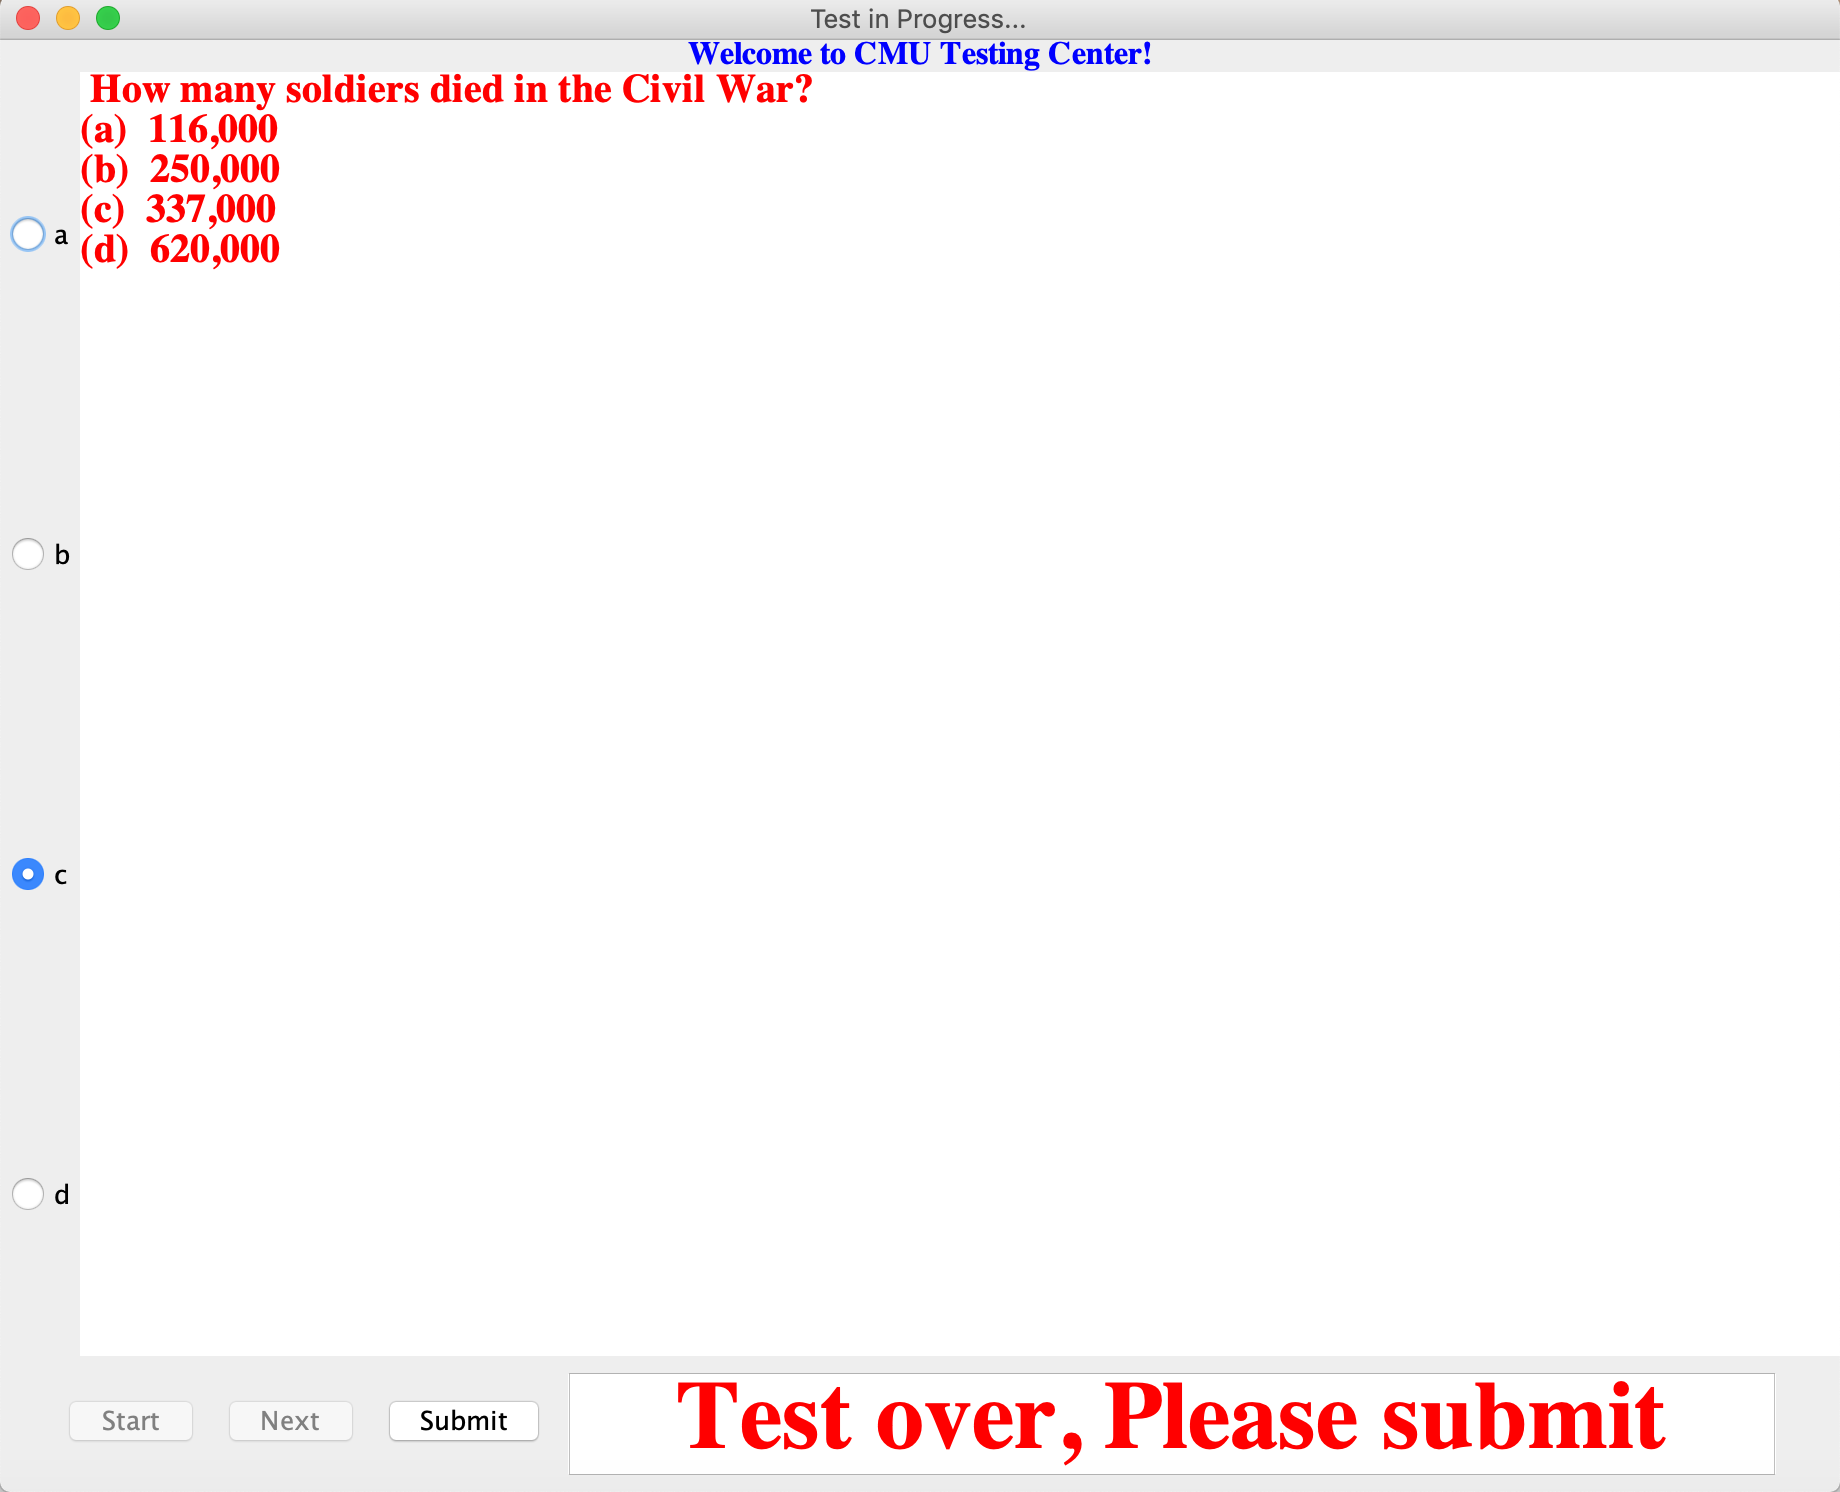 Test in Progress...
Welcome to CMU Testing Center!
How many soldiers died in the Civil War?
(a) 116,000
(b) 250,000
(c) 337,000
(d) 620,000
a
b
c
d
Start Next Submit Test over, Please submit